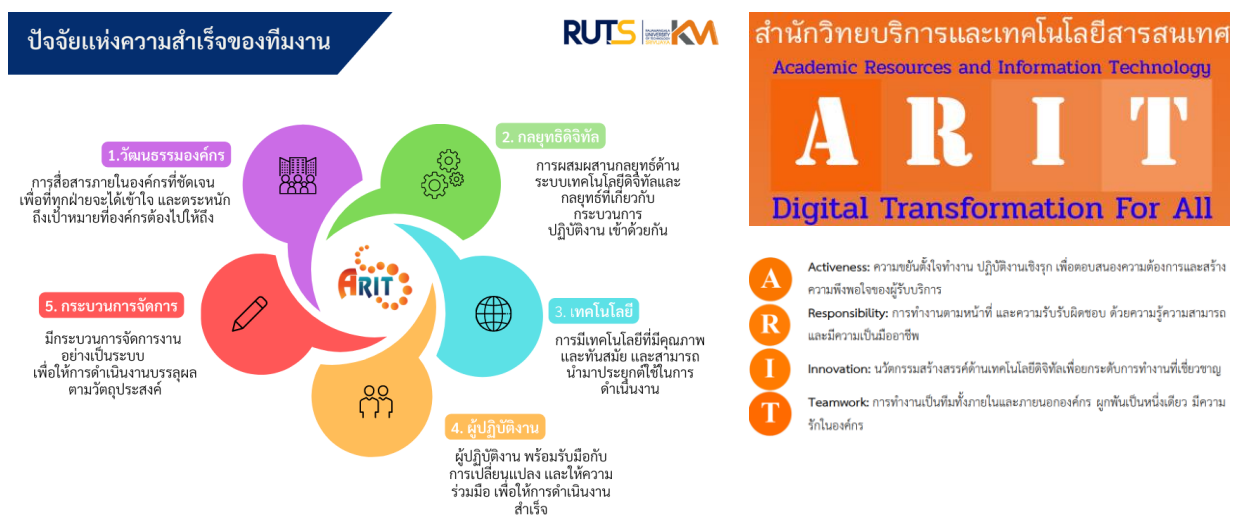 ปัจจัยแห่งความสำเร็จของทีมงาน
RUTS
KM
1.วัฒนธรรมองค์กร
การสื่อสารภายในองค์กรที่ชัดเจน
เพื่อที่ทุกฝ่ายจะได้เข้าใจ และตระหนัก
ถึงเป้าหมายที่องค์กรต้องไปให้ถึง
2. กลยุทธ์ดิจิทัล
การผสมผสานกลยุทธ์ด้าน
ระบบเทคโนโลยีดิจิทัลและ
กลยุทธ์ที่เกี่ยวกับ
กระบวนการ
ปฏิบัติงาน เข้าด้วยกัน
3. เทคโนโลยี
การมีเทคโนโลยีที่มีคุณภาพ
และทันสมัย และสามารถ
นำมาประยุกต์ใช้ในการ
ดำเนินงาน
4. ผู้ปฏิบัติงาน
ผู้ปฏิบัติงาน พร้อมรับมือกับ
การเปลี่ยนแปลง และให้ความ
ร่วมมือ เพื่อให้การดำเนินงาน
สำเร็จ
5. กระบวนการจัดการ
มีกระบวนการจัดการงาน
อย่างเป็นระบบ
เพื่อให้การดำเนินงานบรรลุผล
ตามวัตถุประสงค์
ARIT
สำนักวิทยบริการและเทคโนโลยีสารสนเทศ
Academic Resources and Information Technology
A R I T
Digital Transformation For All
A Activeness: ความขยันตั้งใจทำงาน ปฏิบัติงานเชิงรุก เพื่อตอบสนองความต้องการและสร้าง
ความพึงพอใจของผู้รับบริการ
R Responsibility: การทำงานตามหน้าที่ และความรับรับผิดชอบ ด้วยความรู้ความสามารถ
และมีความเป็นมืออาชีพ
I Innovation: นวัตกรรมสร้างสรรค์ด้านเทคโนโลยีดิจิทัลเพื่อยกระดับการทำงานที่เชี่ยวชาญ
T Teamwork: การทำงานเป็นทีมทั้งภายในและภายนอกองค์กร ผูกพันเป็นหนึ่งเดียว มีความ
รักในองค์กร